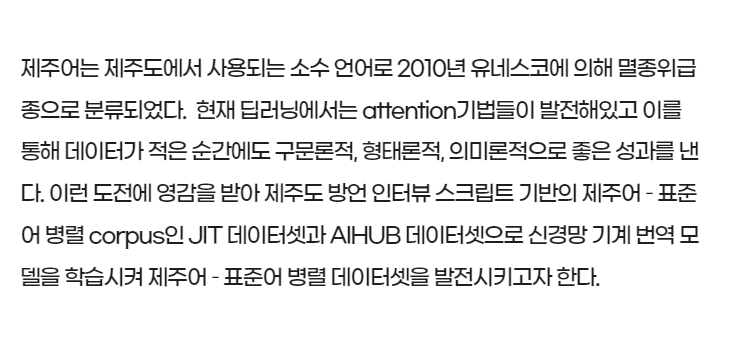 제주어는 제주도에서 사용되는 소수 언어로 2010년 유네스코에 의해 멸종위급
종으로 분류되었다. 현재 딥러닝에서는 attention기법들이 발전해있고 이를
통해 데이터가 적은 순간에도 구문론적, 형태론적, 의미론적으로 좋은 성과를 낸
다. 이런 도전에 영감을 받아 제주도 방언 인터뷰 스크립트 기반의 제주어 - 표준
어 병렬 corpus인 JIT 데이터셋과 AIHUB 데이터셋으로 신경망 기계 번역 모
델을 학습시켜 제주어 - 표준어 병렬 데이터셋을 발전시키고자 한다.